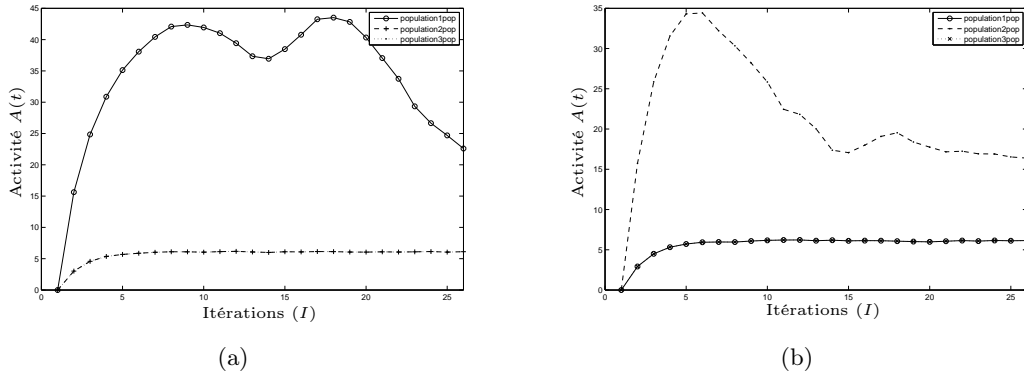 45
40
35
30
25
20
15
10
5
0
Activité A(t)
0 5 10 15 20 25
Itérations (I)
population1pop
population2pop
population3pop
(a)
35
30
25
20
15
10
5
0
Activité A(t)
0 5 10 15 20 25
Itérations (I)
population1pop
population2pop
population3pop
(b)